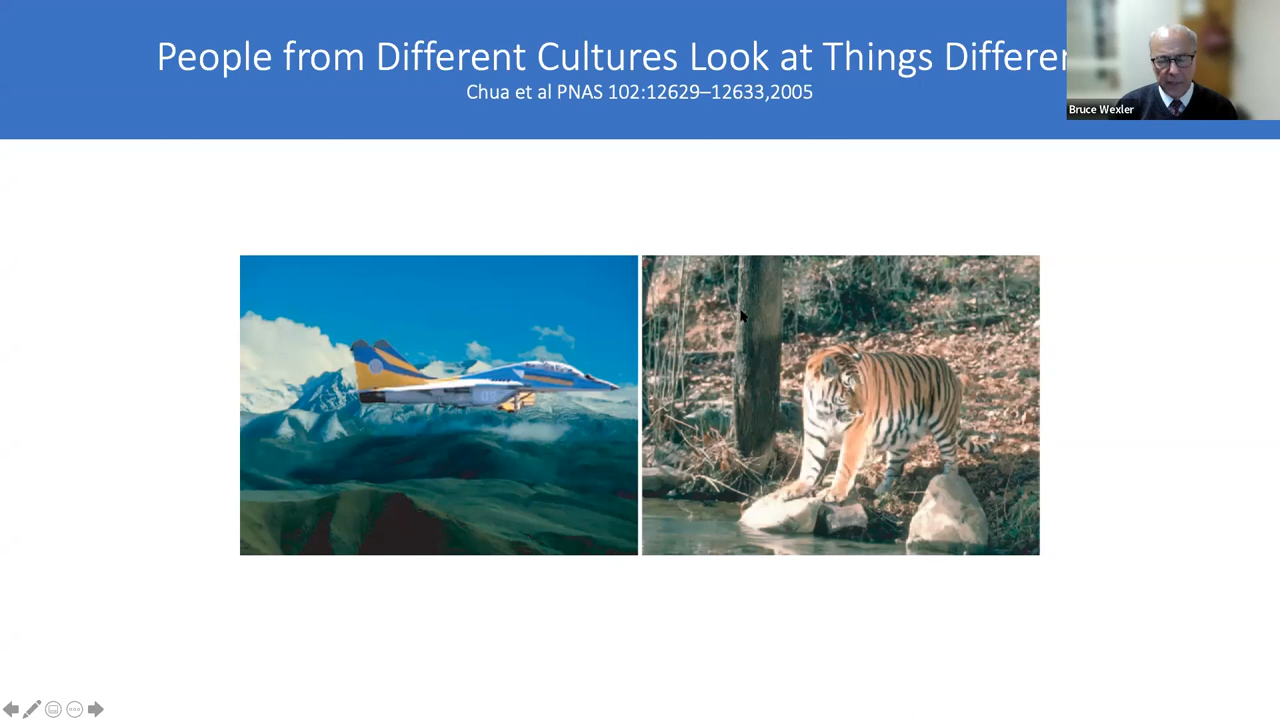 People from Different Cultures Look at Things Differen
Chua et al PNAS 102:12629–12633,2005
Bruce Wexler